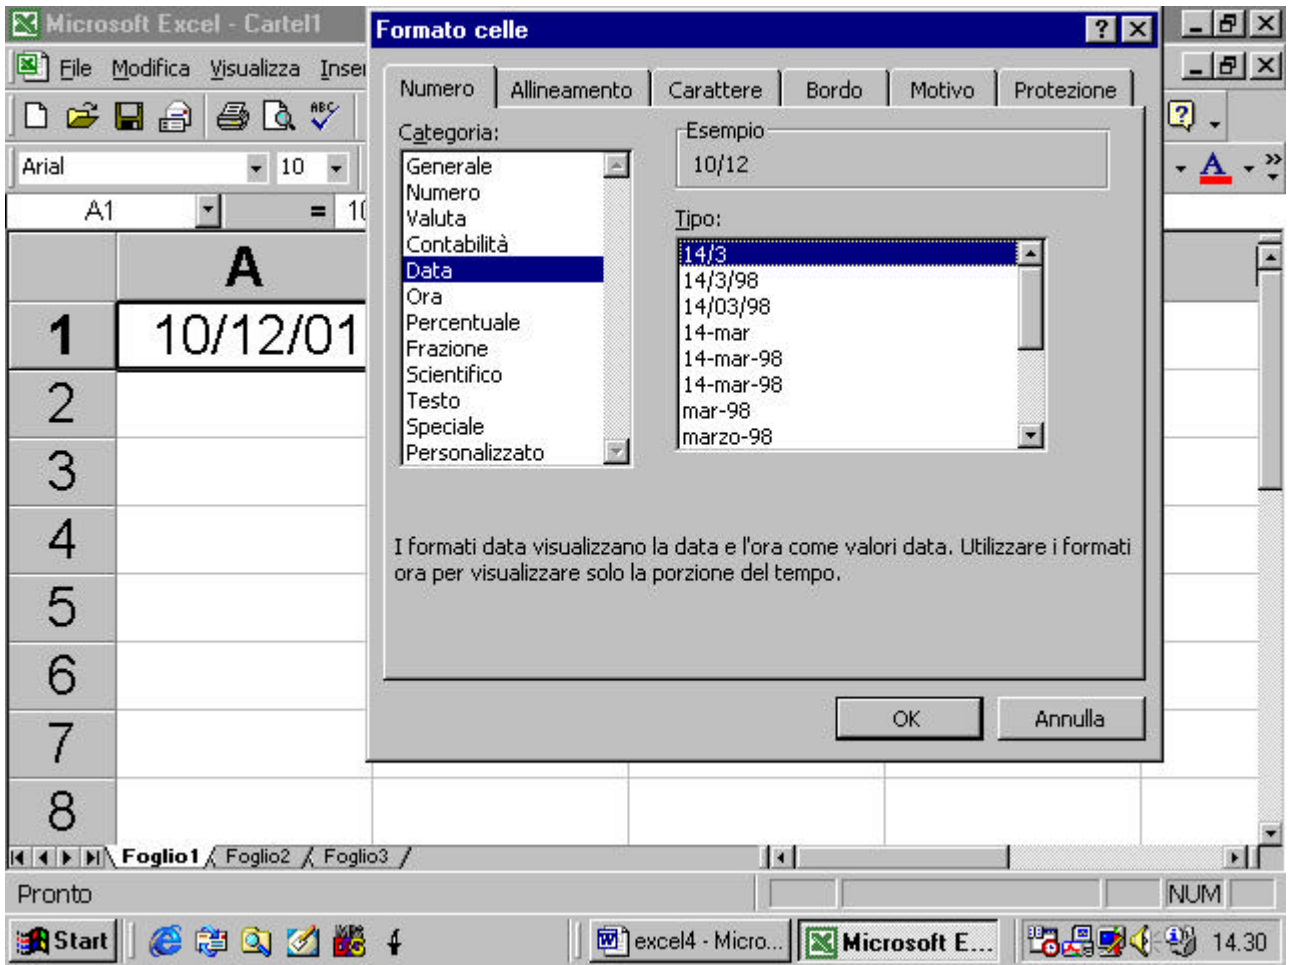 Microsoft Excel - Cartel1
File Modifica Visualizza Inser
ABC
Arial 10
A1 = 10
A
1 10/12/01
2
3
4
5
6
7
8
Formato celle
Numero Allineamento Carattere Bordo Motivo Protezione
Categoria:
Generale
Numero
Valuta
Contabilità
Data
Ora
Percentuale
Frazione
Scientifico
Testo
Speciale
Personalizzato
Esempio
10/12
Tipo:
14/3
14/3/98
14/03/98
14-mar
14-mar-98
14-mar-98
mar-98
marzo-98
I formati data visualizzano la data e l'ora come valori data. Utilizzare i formati
ora per visualizzare solo la porzione del tempo.
OK Annulla
A
Foglio1 Foglio2 Foglio3
Pronto NUM
Start excel4 - Micro... Microsoft E... 14.30